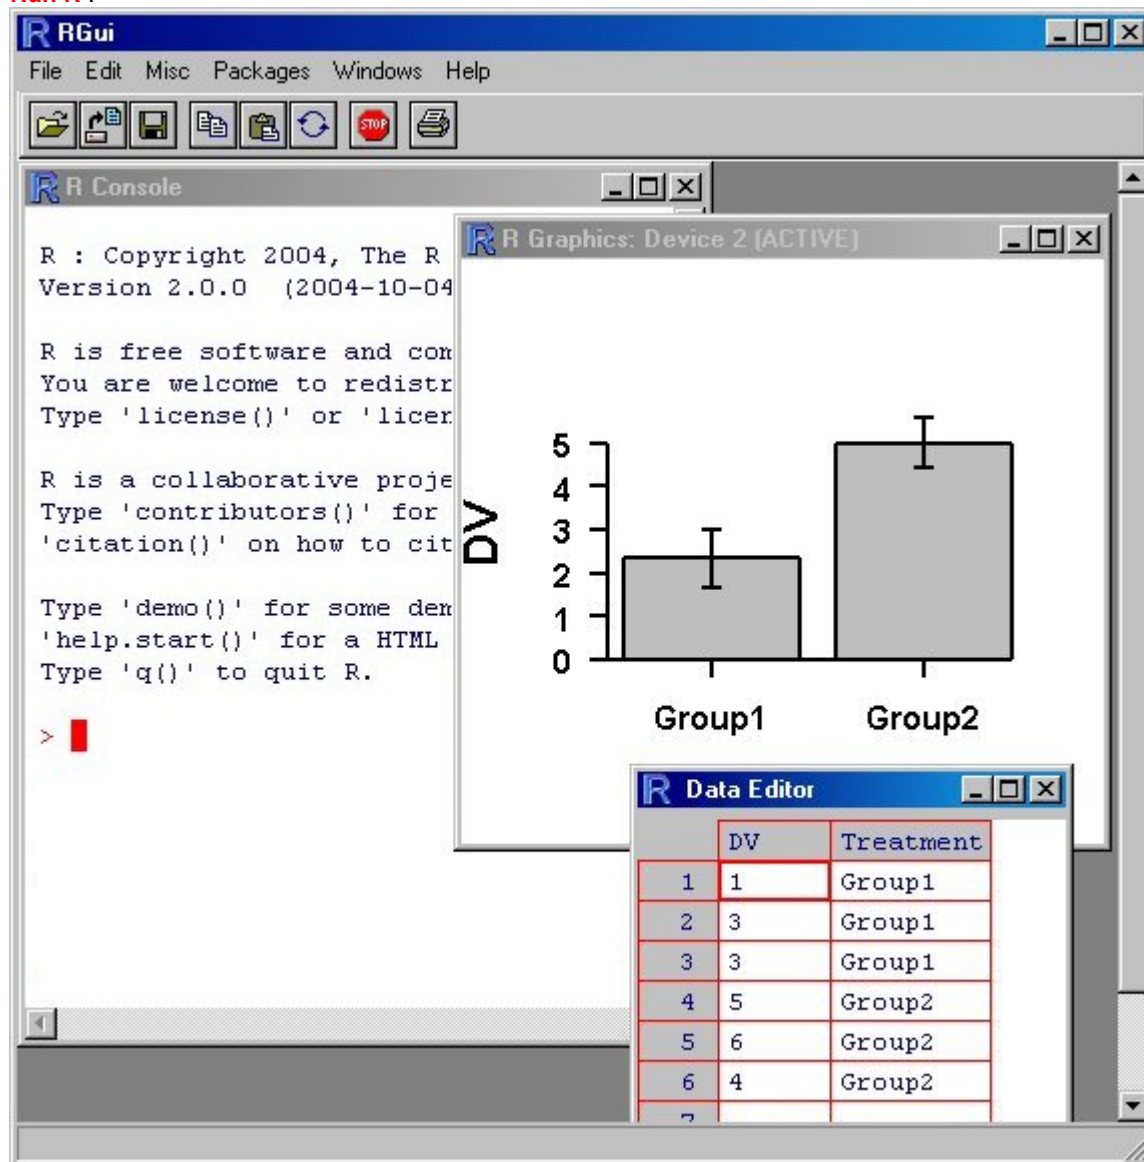 RGui
File Edit Misc Packages Windows Help
STOP
R Console
R : Copyright 2004, The R
Version 2.0.0 (2004-10-04
R is free software and con
You are welcome to redistr
Type 'license()' or 'licen
R is a collaborative proje
Type 'contributors()' for
'citation()' on how to cit
Type 'demo()' for some dem
'help.start()' for a HTML
Type 'q()' to quit R.
>
R Graphics: Device 2 (ACTIVE)
DV
5
4
3
2
1
0
Group1 Group2
Data Editor
DV Treatment
1 1 Group1
2 3 Group1
3 3 Group1
4 5 Group2
5 6 Group2
6 4 Group2